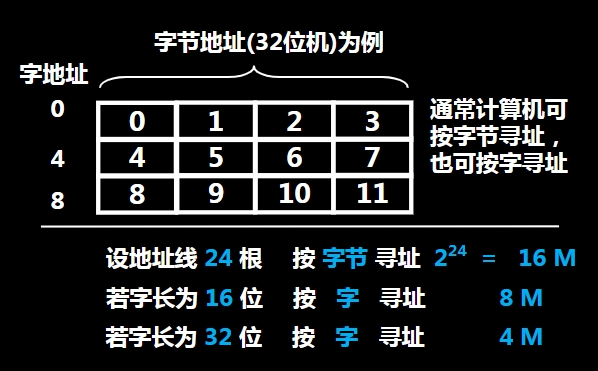 字节地址(32位机)为例
字地址
0 0 1 2 3
4 4 5 6 7
8 8 9 10 11
通常计算机可
按字节寻址，
也可按字寻址
设地址线 24 根 按 字节 寻址 2²⁴ = 16 M
若字长为 16 位 按 字 寻址 8 M
若字长为 32 位 按 字 寻址 4 M